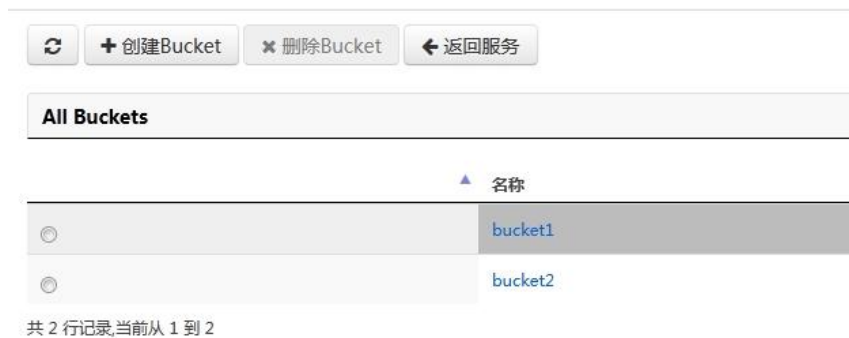 创建Bucket 删除Bucket 返回服务
All Buckets
名称
bucket1
bucket2
共 2 行记录,当前从 1 到 2